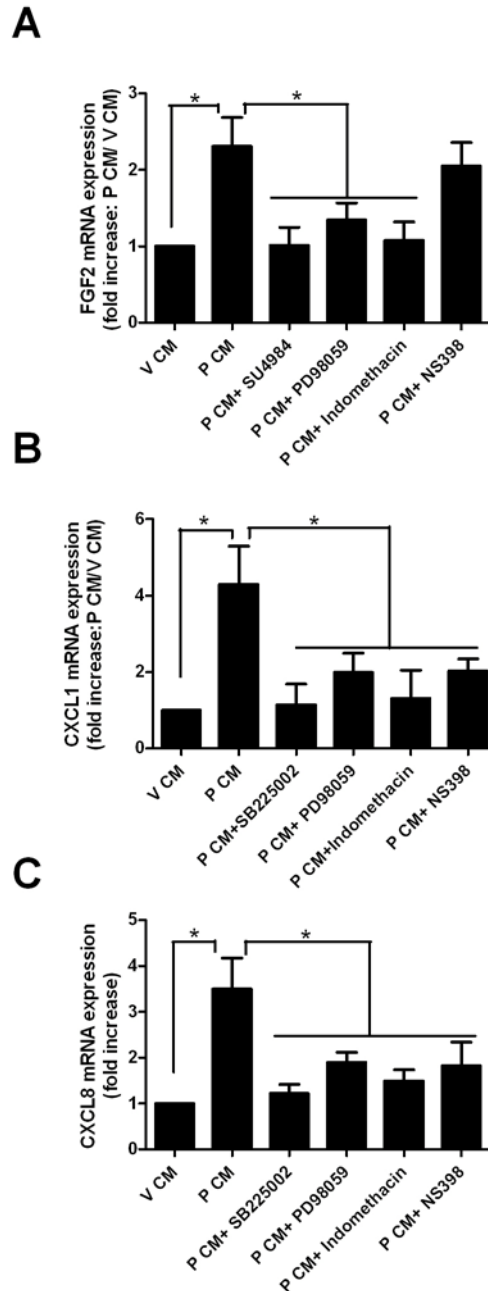 A
FGF2 mRNA expression
(fold increase: P CM/ V CM)
3
2
1
0
*
*
V CM
P CM
P CM+ SU4984
P CM+ PD98059
P CM+ Indomethacin
P CM+ NS398
B
CXCL1 mRNA expression
(fold increase:P CM/V CM)
6
4
2
0
*
*
V CM
P CM
P CM+SB225002
P CM+ PD98059
P CM+Indomethacin
P CM+ NS398
C
CXCL8 mRNA expression
(fold increase)
5
4
3
2
1
0
*
*
V CM
P CM
P CM+ SB225002
P CM+ PD98059
P CM+ Indomethacin
P CM+ NS398